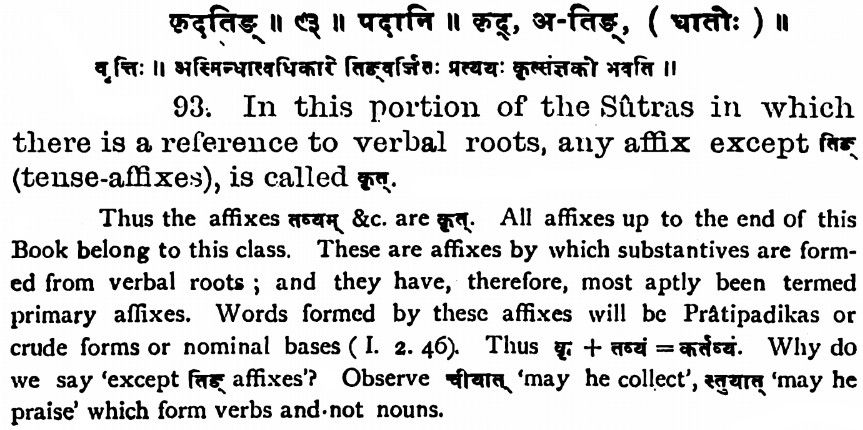 कृदतिङ् ॥ ९३ ॥ पदानि ॥ कृद्, अ-तिङ्, ( धातोः ) ॥
वृत्तिः ॥ अस्मिन्धात्वधिकारे तिङ्वर्ज्जितः प्रत्ययः कृत्संज्ञको भवति ॥
93. In this portion of the Sûtras in which
there is a reference to verbal roots, any affix except तिङ्
(tense-affixes), is called कृत्.
Thus the affixes तव्यम् &c. are कृत्. All affixes up to the end of this
Book belong to this class. These are affixes by which substantives are form-
ed from verbal roots ; and they have, therefore, most aptly been termed
primary affixes. Words formed by these affixes will be Prâtipadikas or
crude forms or nominal bases ( I. 2. 46). Thus कृ + तव्यं = कर्तव्यं. Why do
we say 'except तिङ् affixes'? Observe चीयात् 'may he collect', स्तुयात् 'may he
praise' which form verbs and not nouns.